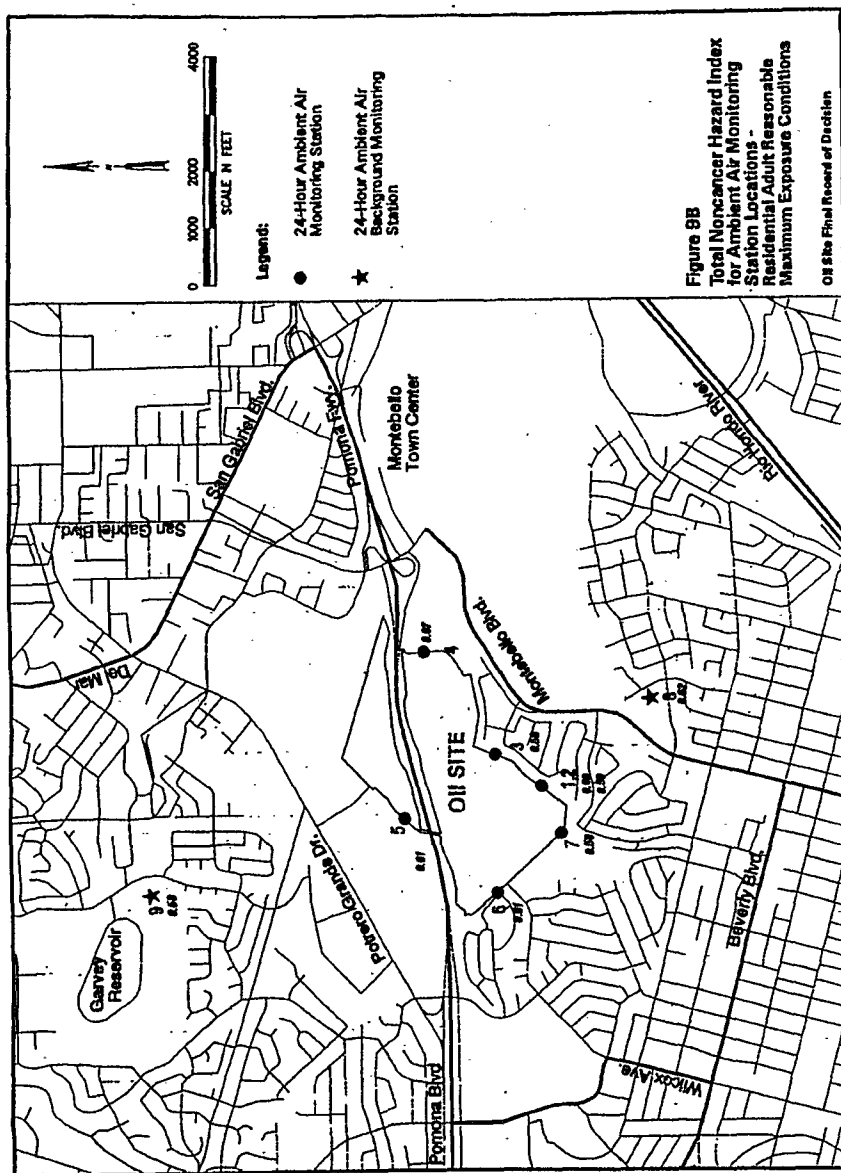 0
1000
2000
4000
SCALE IN FEET
Legend:
24-Hour Ambient Air
Monitoring Station
24-Hour Ambient Air
Background Monitoring
Station
Figure 9B
Total Noncancer Hazard Index
for Ambient Air Monitoring
Station Locations -
Residential Adult Reasonable
Maximum Exposure Conditions
OII Site Final Record of Decision
Garvey
Reservoir
9
Potrero Grande Dr.
Del Mar
San Gabriel Blvd.
San Gabriel Blvd.
Pomona Fwy.
Pomona Blvd
Montebello
Town Center
OII SITE
5
4
3
1,2
7
6
8
Montebello Blvd.
Rio Hondo River
Beverly Blvd.
Wilcox Ave.